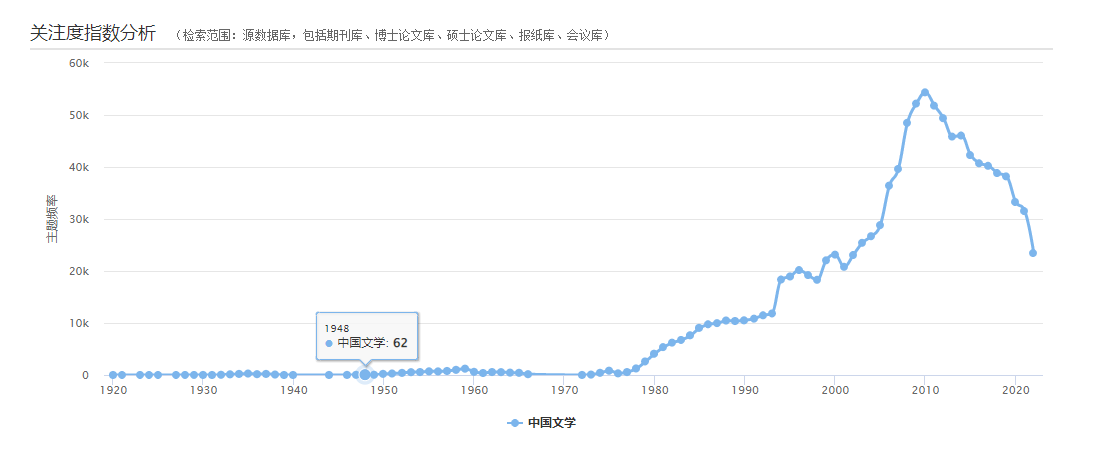 关注度指数分析 （检索范围：源数据库，包括期刊库、博士论文库、硕士论文库、报纸库、会议库）
60k
50k
40k
30k
20k
10k
0
主题频率
1948
中国文学: 62
1920 1930 1940 1950 1960 1970 1980 1990 2000 2010 2020
中国文学